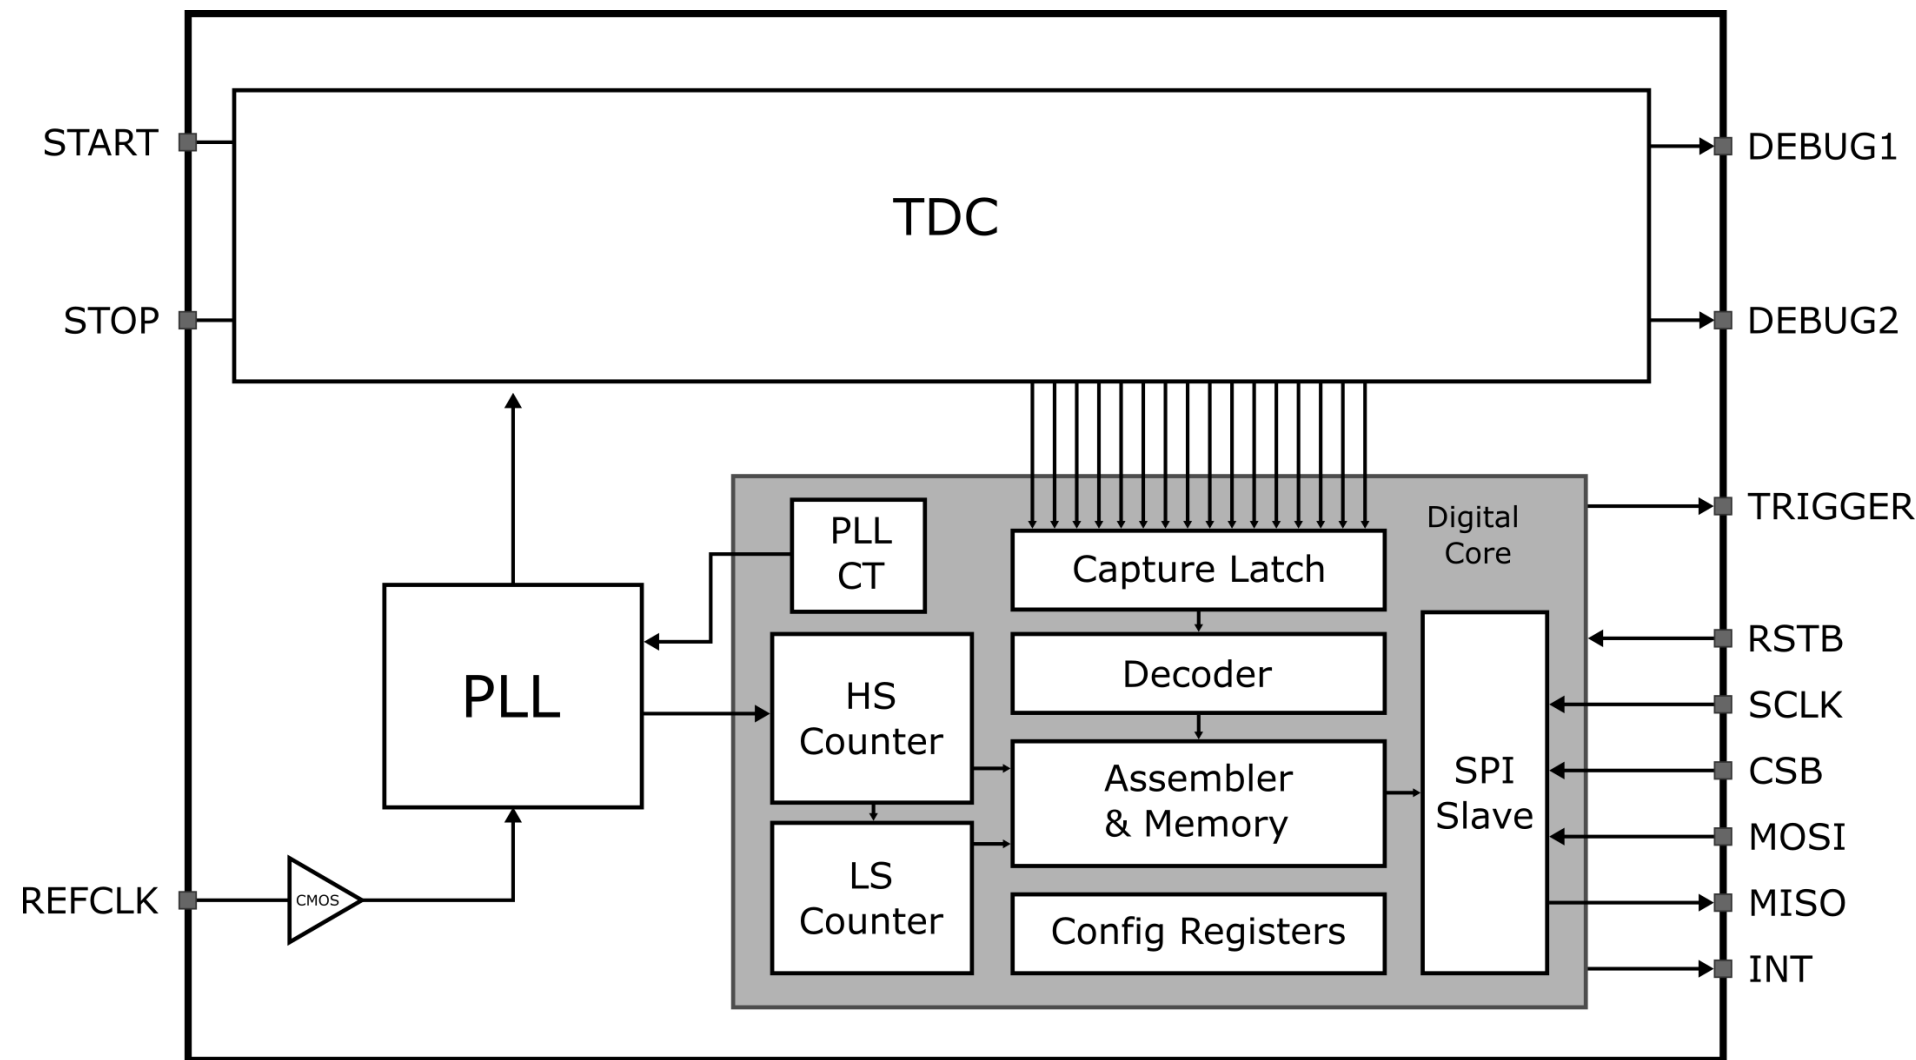 START
STOP
REFCLK
CMOS
TDC
PLL
PLL
CT
HS
Counter
LS
Counter
Capture Latch
Decoder
Assembler
& Memory
Config Registers
Digital
Core
SPI
Slave
DEBUG1
DEBUG2
TRIGGER
RSTB
SCLK
CSB
MOSI
MISO
INT